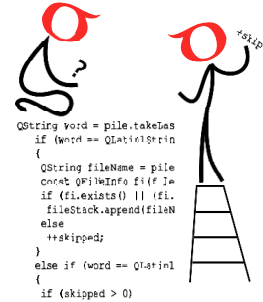 ?
+skip
QString word = pile.takeLas
if (word == QLatin1Strin
{
QString fileName = pile
const QFileInfo fi(f le
if (fi.exists() || (fi.
fileStack.append(fileN
else
++skipped;
}
else if (word == QLatin1
{
if (skipped > 0)